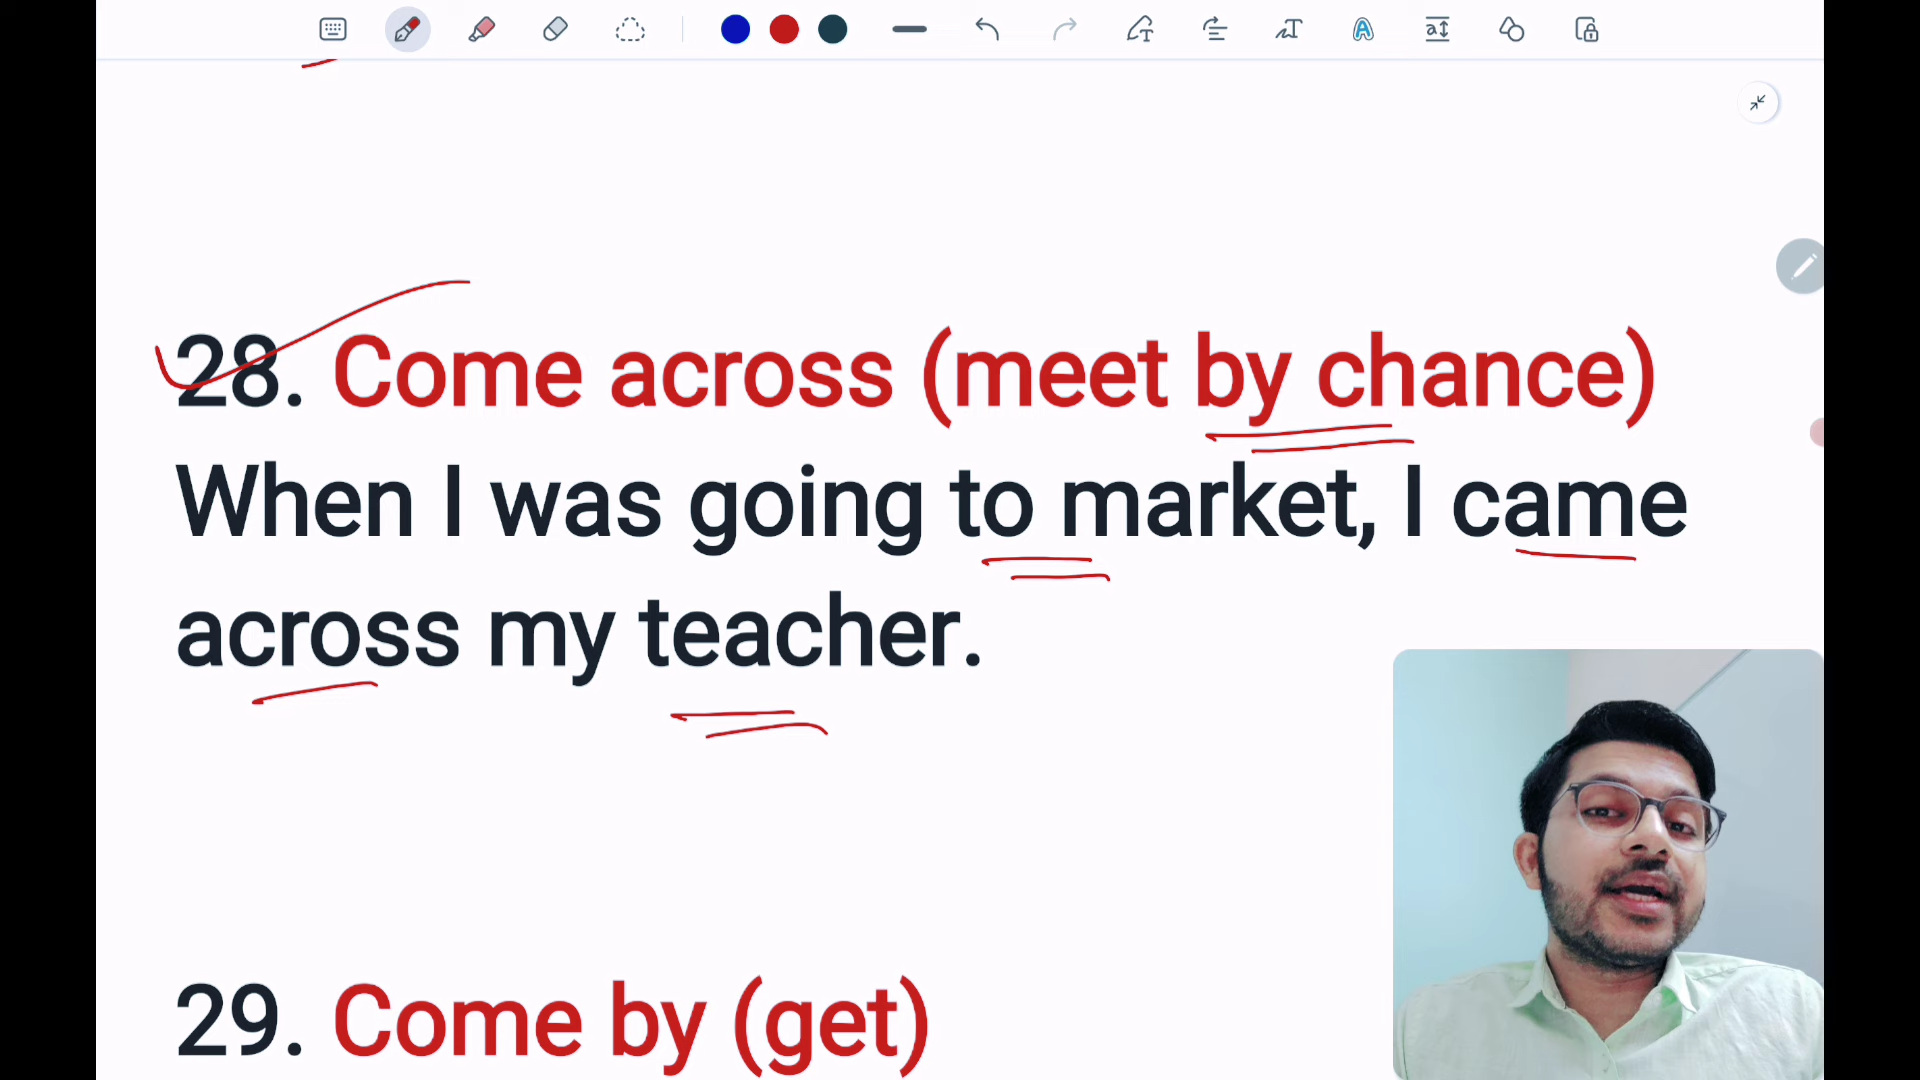 28. Come across (meet by chance)
When I was going to market, I came
across my teacher.
29. Come by (get)